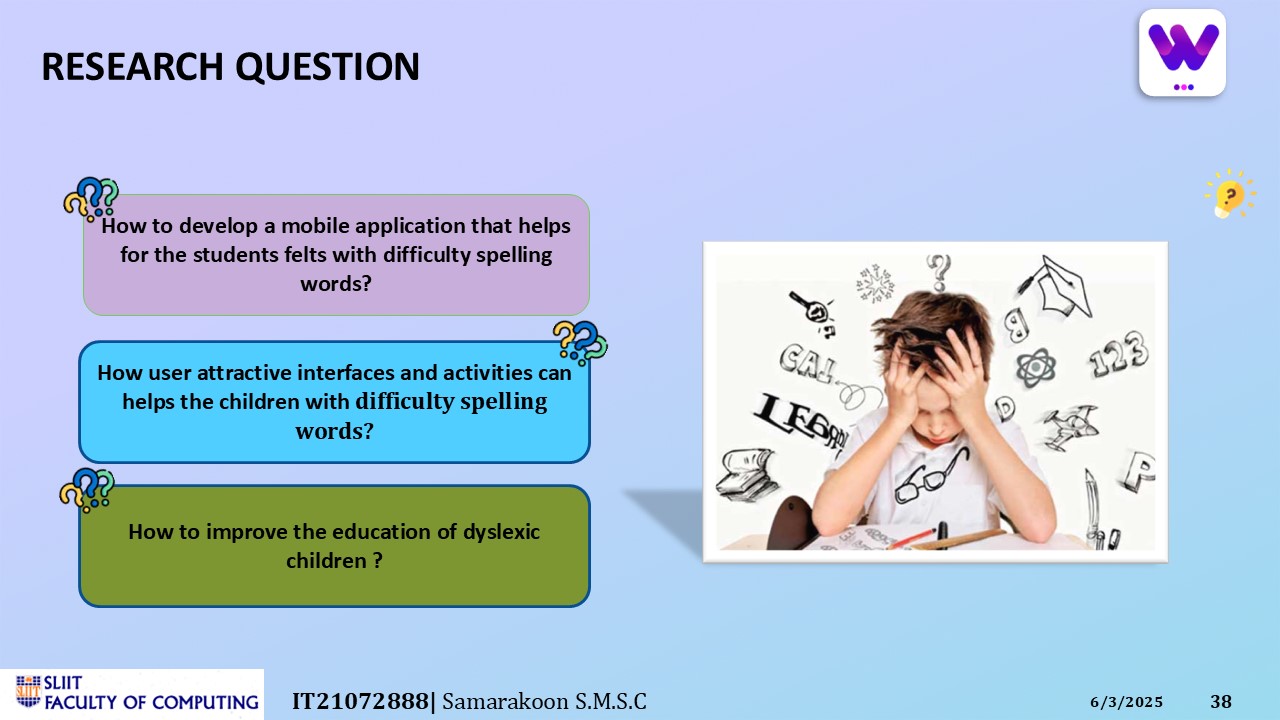 RESEARCH QUESTION
W
How to develop a mobile application that helps
for the students felts with difficulty spelling
words?
How user attractive interfaces and activities can
helps the children with difficulty spelling
words?
How to improve the education of dyslexic
children ?
?
CAL
B
123
D
P
SLIIT
FACULTY OF COMPUTING
IT21072888| Samarakoon S.M.S.C
6/3/2025
38